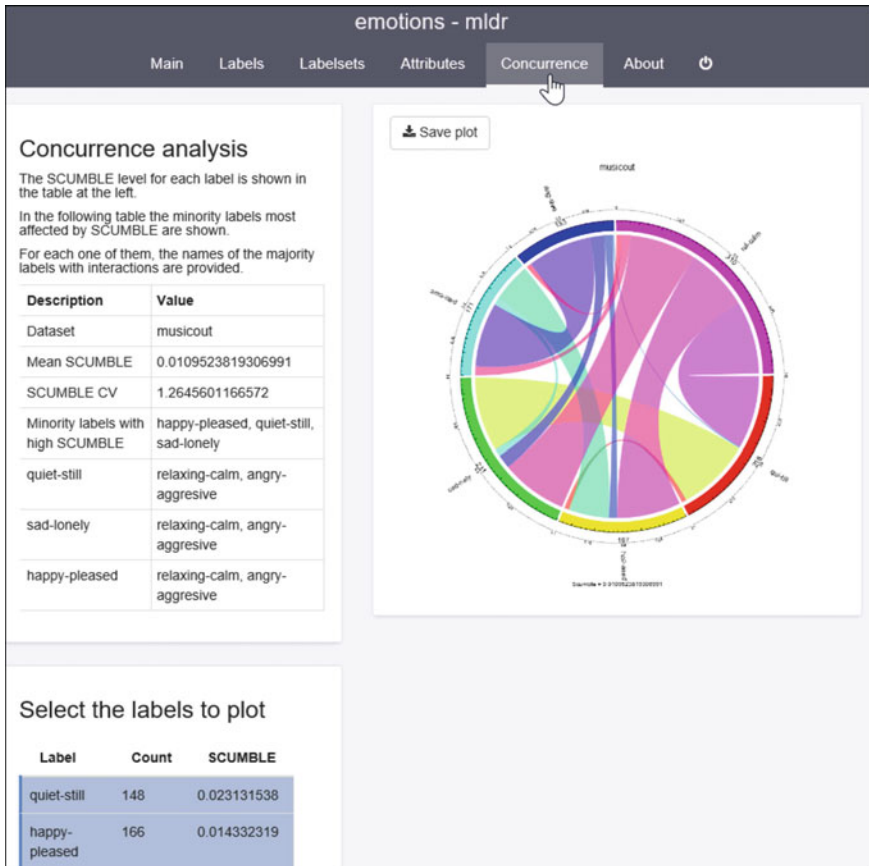 emotions - mldr
Main Labels Labelsets Attributes Concurrence About
Concurrence analysis
The SCUMBLE level for each label is shown in
the table at the left.
In the following table the minority labels most
affected by SCUMBLE are shown.
For each one of them, the names of the majority
labels with interactions are provided.
Description Value
Dataset musicout
Mean SCUMBLE 0.0109523819306991
SCUMBLE CV 1.2645601166572
Minority labels with happy-pleased, quiet-still,
high SCUMBLE sad-lonely
quiet-still relaxing-calm, angry-
aggresive
sad-lonely relaxing-calm, angry-
aggresive
happy-pleased relaxing-calm, angry-
aggresive
Save plot
musicout
Select the labels to plot
Label Count SCUMBLE
quiet-still 148 0.023131538
happy- 166 0.014332319
pleased